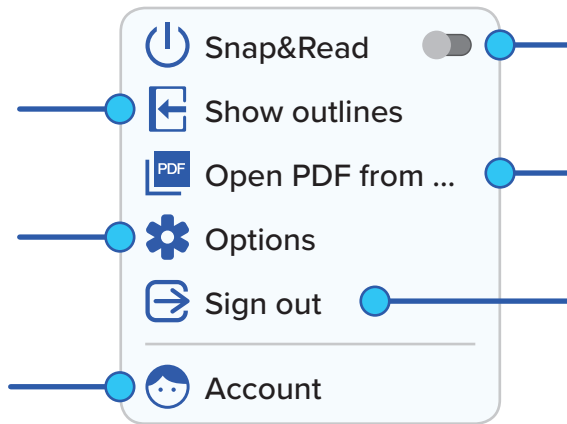 Snap&Read
Show outlines
PDF
Open PDF from ...
Options
Sign out
Account